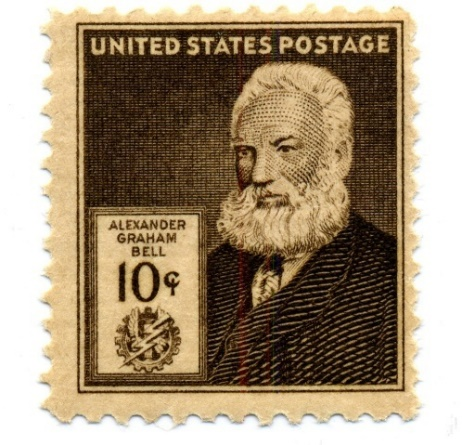 UNITED STATES POSTAGE
ALEXANDER
GRAHAM
BELL
10¢